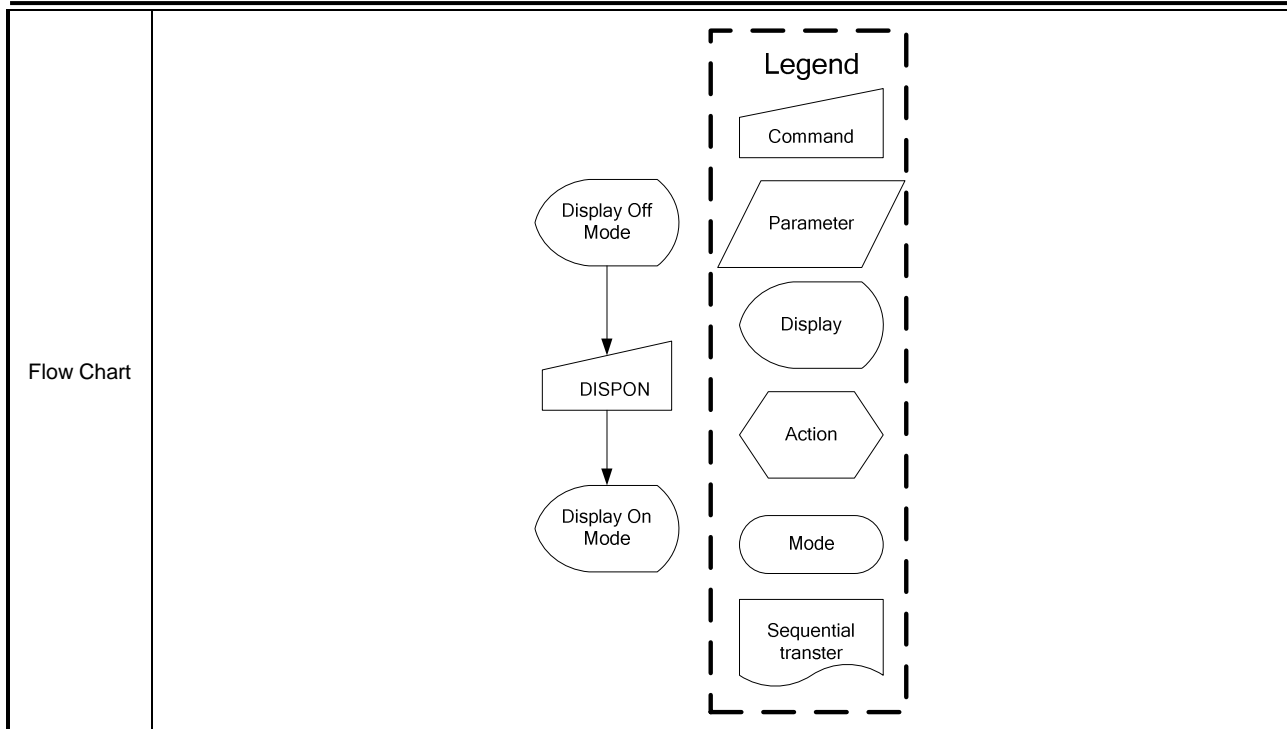 Flow Chart
Display Off
Mode
DISPON
Display On
Mode
Legend
Command
Parameter
Display
Action
Mode
Sequential
transter